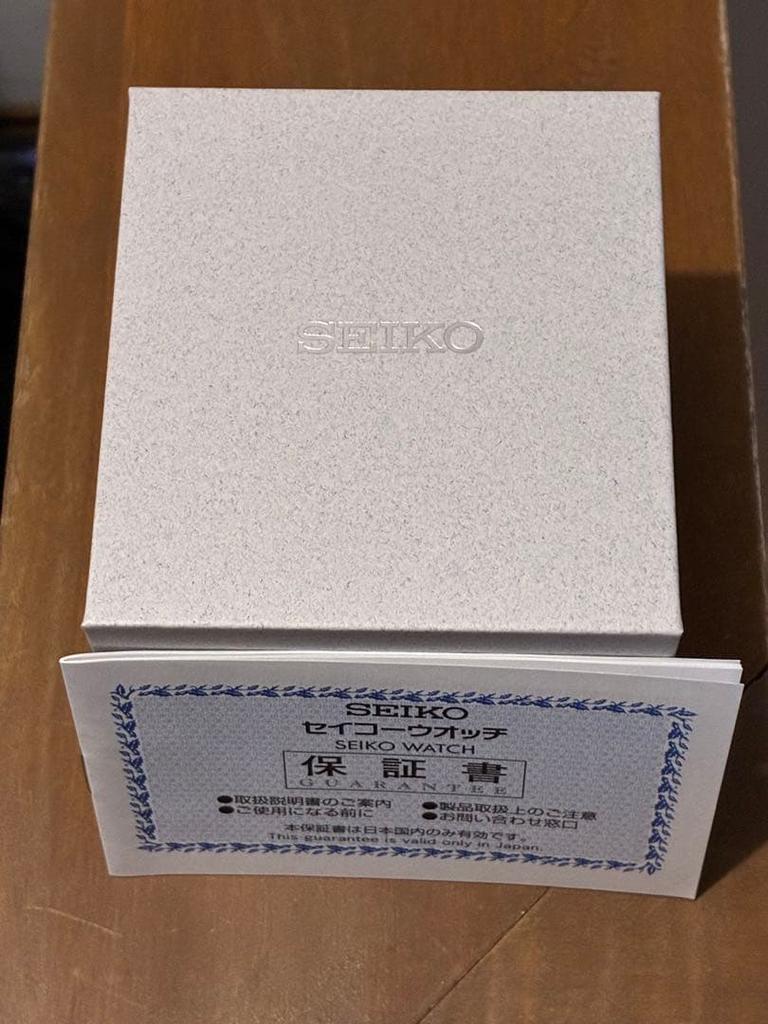 SEIKO
SEIKO
セイコーウオッチ
SEIKO WATCH
保証書
GUARANTEE
●取扱説明書のご案内 ●製品取扱上のご注意
●ご使用になる前に ●お問い合わせ窓口
本保証書は日本国内のみ有効です。
This guarantee is valid only in Japan.